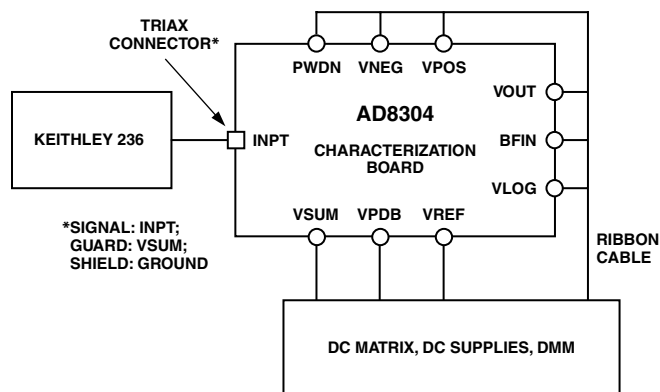 TRIAX
CONNECTOR*
PWDN VNEG VPOS
VOUT
AD8304
KEITHLEY 236
INPT
CHARACTERIZATION
BOARD
BFIN
VLOG
VSUM VPDB VREF
*SIGNAL: INPT;
GUARD: VSUM;
SHIELD: GROUND
RIBBON
CABLE
DC MATRIX, DC SUPPLIES, DMM